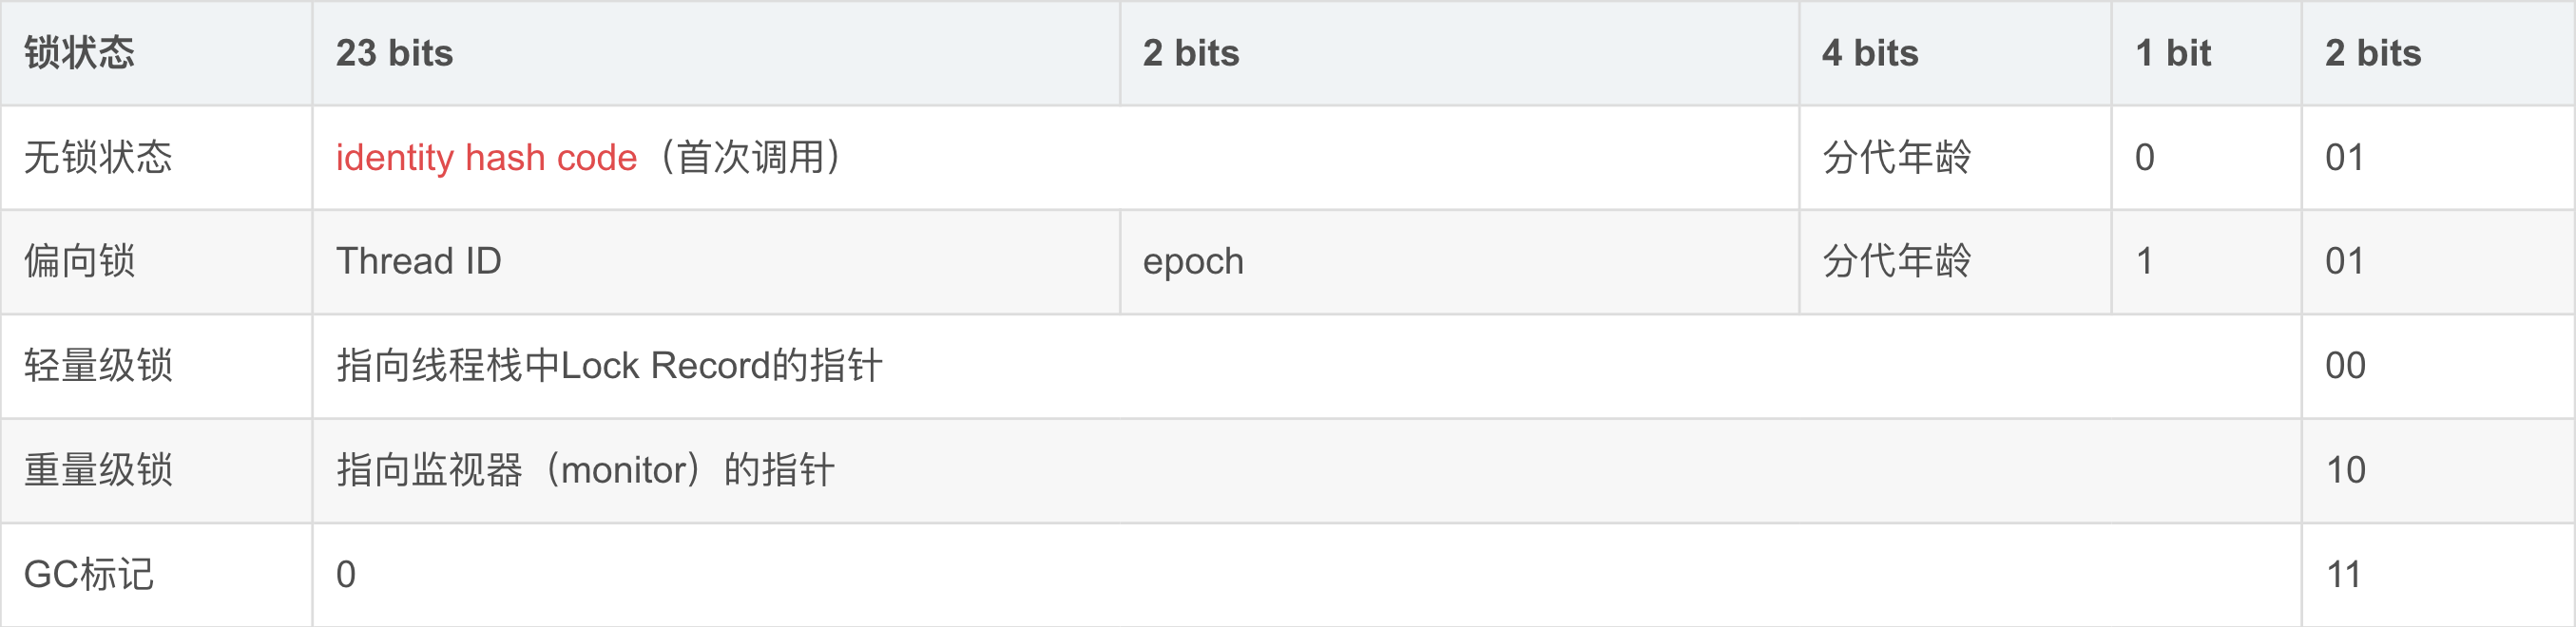 锁状态 23 bits 2 bits 4 bits 1 bit 2 bits
无锁状态 identity hash code（首次调用） 分代年龄 0 01
偏向锁 Thread ID epoch 分代年龄 1 01
轻量级锁 指向线程栈中Lock Record的指针 00
重量级锁 指向监视器（monitor）的指针 10
GC标记 0 11